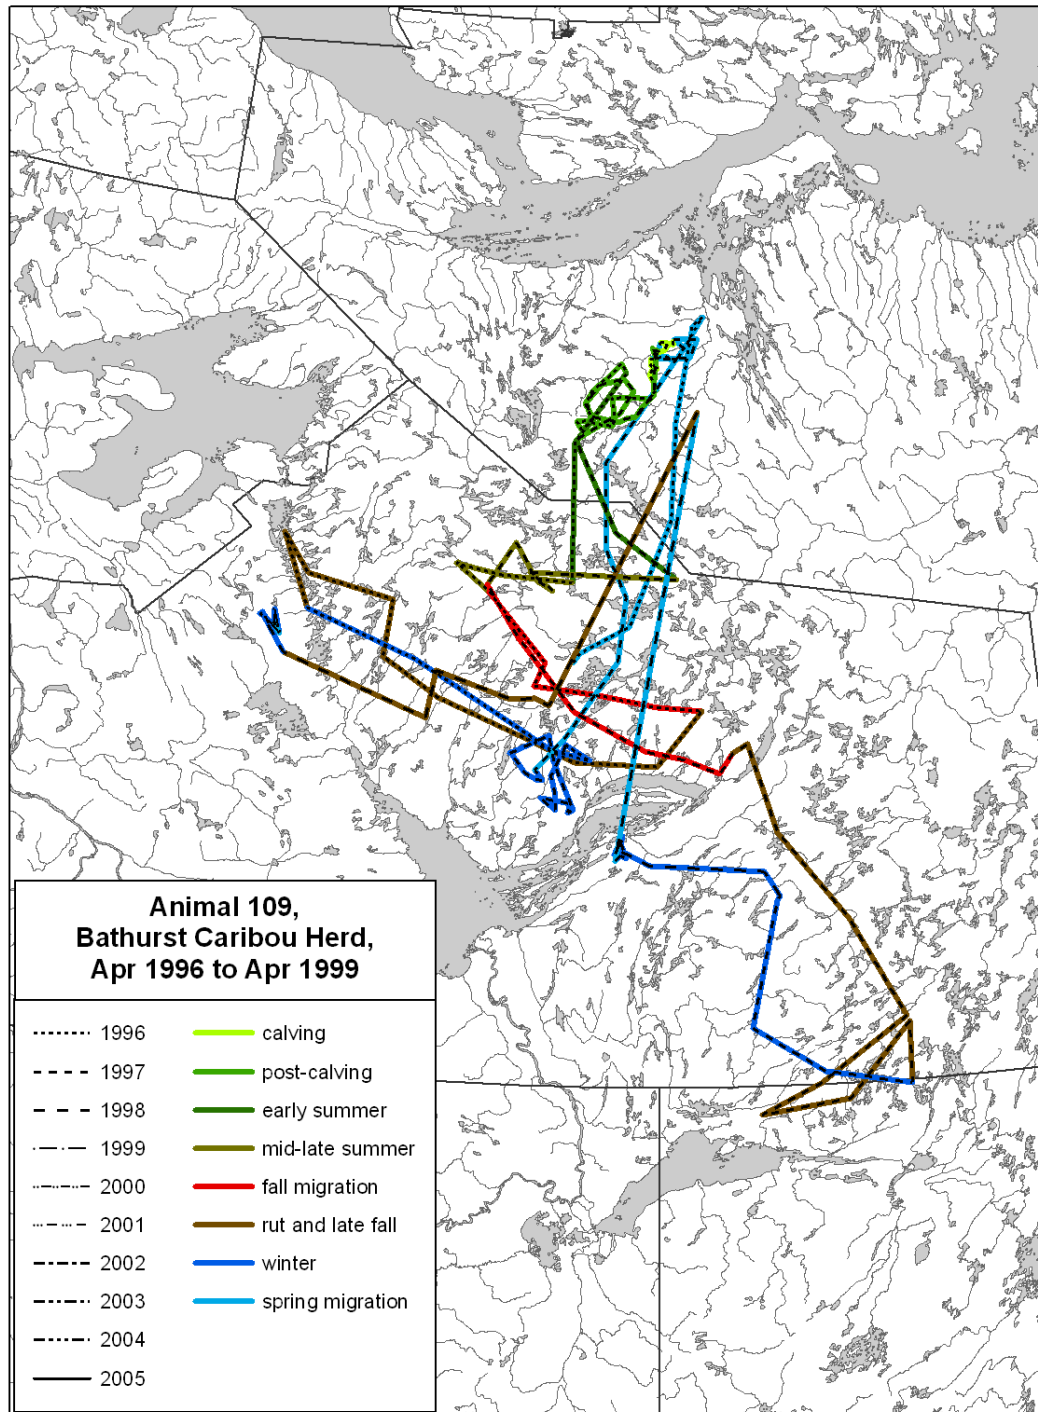 Animal 109,
Bathurst Caribou Herd,
Apr 1996 to Apr 1999
1996 calving
1997 post-calving
1998 early summer
1999 mid-late summer
2000 fall migration
2001 rut and late fall
2002 winter
2003 spring migration
2004
2005